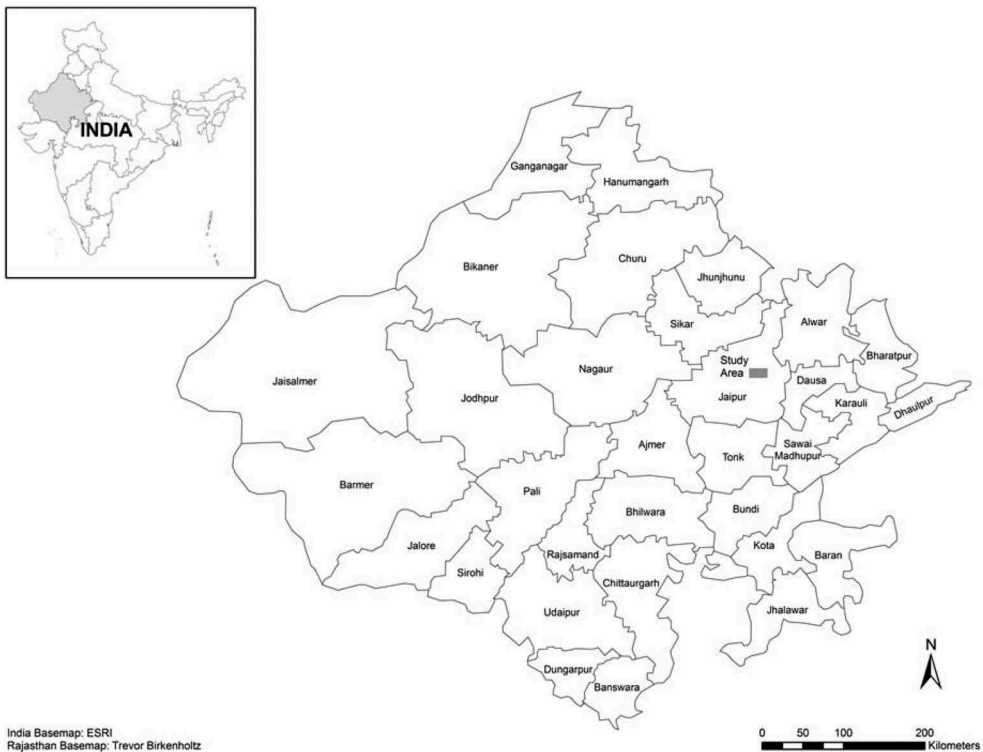 INDIA
Ganganagar
Hanumangarh
Bikaner
Churu
Jhunjhunu
Sikar
Alwar
Bharatpur
Jaisalmer
Jodhpur
Nagaur
Study
Area
Jaipur
Dausa
Karauli
Dhaulpur
Ajmer
Tonk
Sawai
Madhupur
Barmer
Pali
Bhilwara
Bundi
Jalore
Sirohi
Rajsamand
Kota
Baran
Chittaurgarh
Udaipur
Jhalawar
Dungarpur
Banswara
N
India Basemap: ESRI
Rajasthan Basemap: Trevor Birkenholtz
0 50 100 200
Kilometers